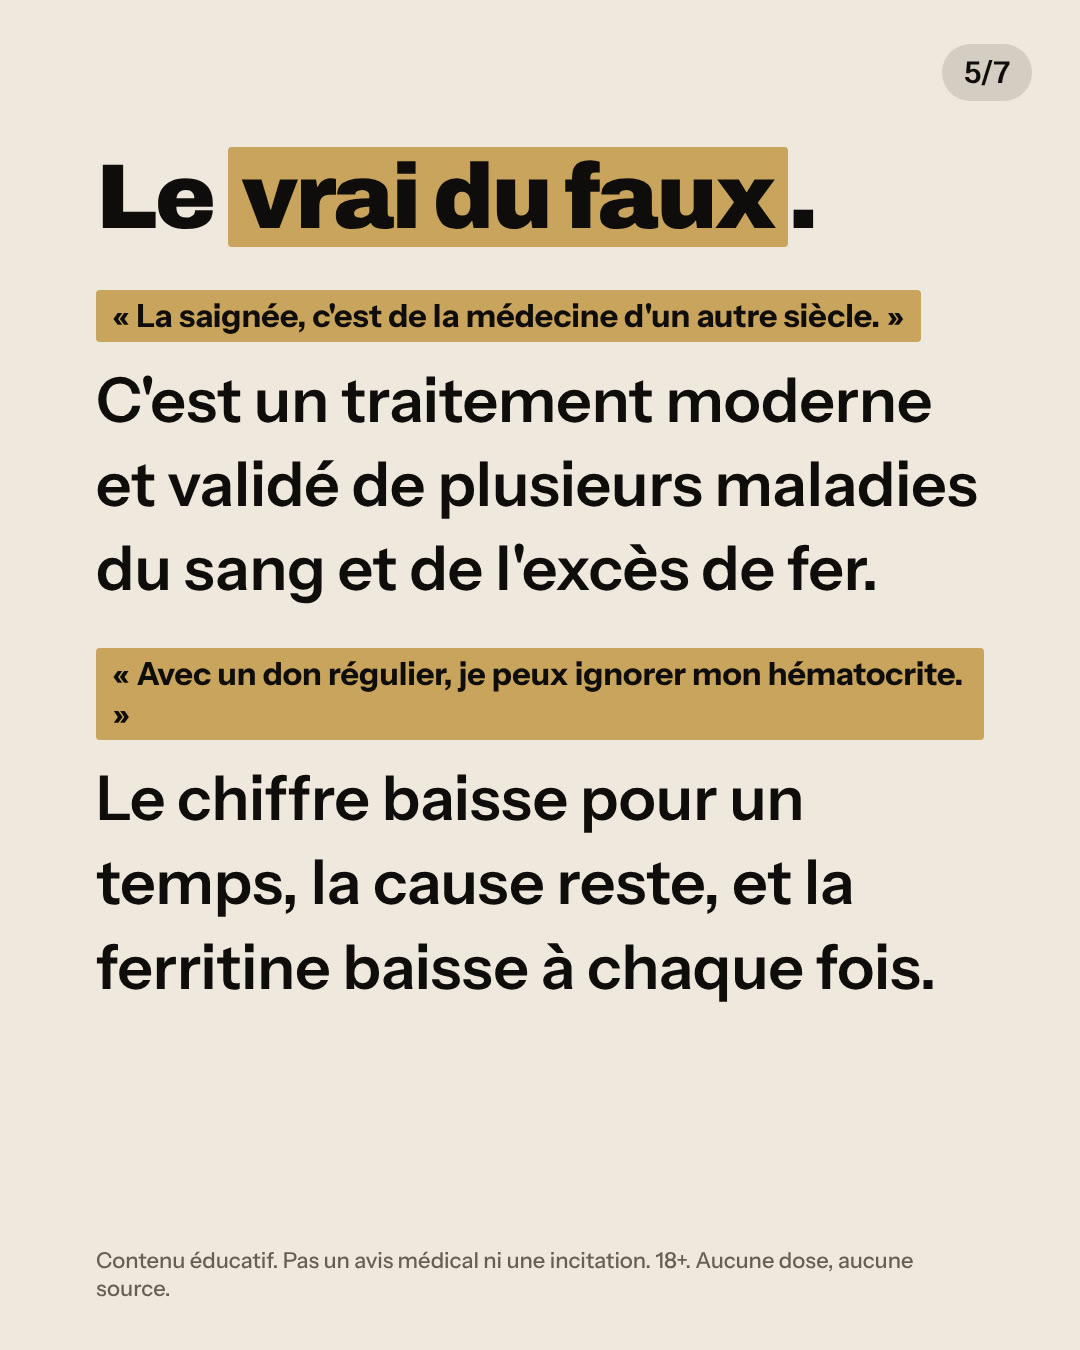 5/7
Le vrai du faux.
« La saignée, c'est de la médecine d'un autre siècle. »
C'est un traitement moderne
et validé de plusieurs maladies
du sang et de l'excès de fer.
« Avec un don régulier, je peux ignorer mon hématocrite.
»
Le chiffre baisse pour un
temps, la cause reste, et la
ferritine baisse à chaque fois.
Contenu éducatif. Pas un avis médical ni une incitation. 18+. Aucune dose, aucune
source.